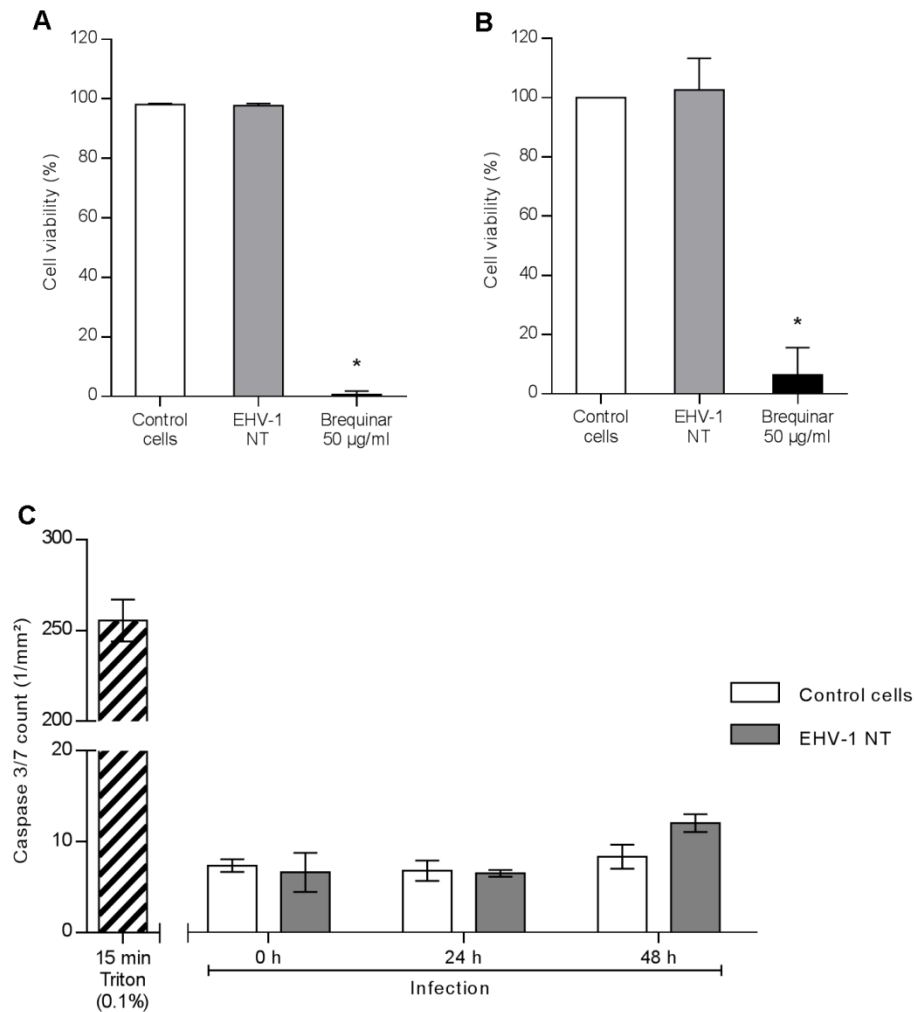 A
Cell viability (%)
120
100
80
60
40
20
0
Control cells
EHV-1 NT
Brequinar 50 µg/ml
*
B
Cell viability (%)
120
100
80
60
40
20
0
Control cells
EHV-1 NT
Brequinar 50 µg/ml
*
C
Caspase 3/7 count (1/mm²)
300
250
200
20
10
0
15 min
Triton
(0.1%)
0 h
24 h
48 h
Infection
Control cells
EHV-1 NT